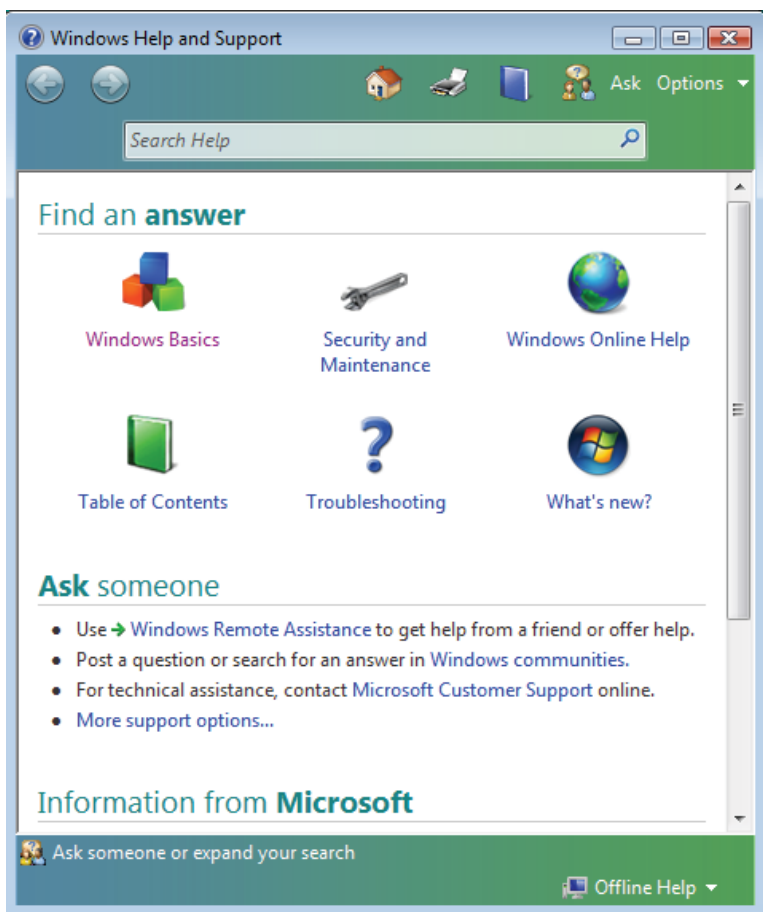 Windows Help and Support
Ask Options
Search Help
Find an answer
Windows Basics
Security and
Maintenance
Windows Online Help
Table of Contents
Troubleshooting
What's new?
Ask someone
Use Windows Remote Assistance to get help from a friend or offer help.
Post a question or search for an answer in Windows communities.
For technical assistance, contact Microsoft Customer Support online.
More support options...
Information from Microsoft
Ask someone or expand your search
Offline Help